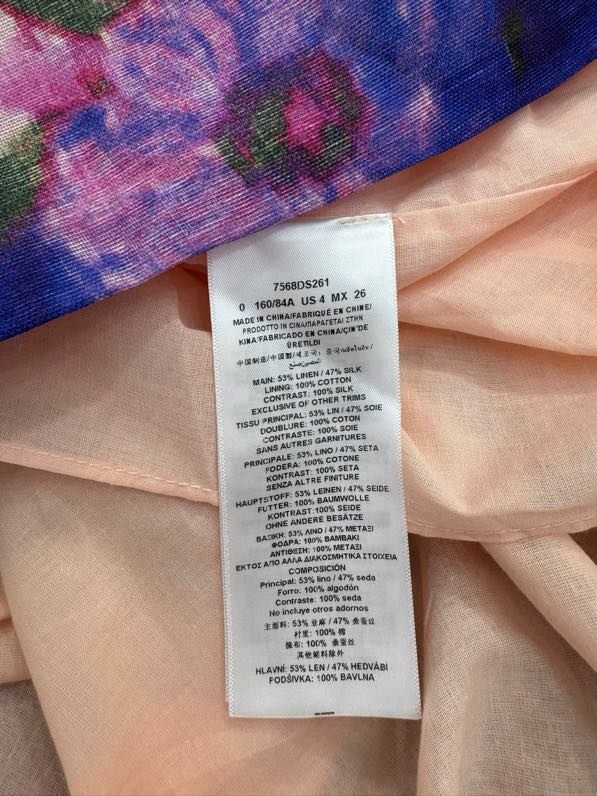 7568DS261
0 160/84A US 4 MX 26
MADE IN CHINA/FABRIQUÉ EN CHINE/
PRODOTTO IN CINA/ΠΑΡΑΓΕΤΑΙ ΣΤΗΝ
ΚΙΝΑ/FABRICADO EN CHINA/ÇİN'DE
ÜRETILDI
中国制造/中國製/
MAIN: 53% LINEN / 47% SILK
LINING: 100% COTTON
CONTRAST: 100% SILK
EXCLUSIVE OF OTHER TRIMS
TISSU PRINCIPAL: 53% LIN / 47% SOIE
DOUBLURE: 100% COTON
CONTRASTE: 100% SOIE
SANS AUTRES GARNITURES
PRINCIPALE: 53% LINO / 47% SETA
FODERA: 100% COTONE
KONTRAST: 100% SETA
SENZA ALTRE FINITURE
HAUPTSTOFF: 53% LEINEN / 47% SEIDE
FUTTER: 100% BAUMWOLLE
KONTRAST: 100% SEIDE
OHNE ANDERE BESÄTZE
ΒΑΣΙΚΗ: 53% ΛΙΝΟ / 47% ΜΕΤΑΞΙ
ΦΟΔΡΑ: 100% ΒΑΜΒΑΚΙ
ΑΝΤΙΘΕΣΗ: 100% ΜΕΤΑΞΙ
ΕΚΤΟΣ ΑΠΟ ΑΛΛΑ ΔΙΑΚΟΣΜΗΤΙΚΑ ΣΤΟΙΧΕΙΑ
COMPOSICIÓN
Principal: 53% lino / 47% seda
Forro: 100% algodón
Contraste: 100% seda
No incluye otros adornos
主面料: 53% 亚麻 / 47% 桑蚕丝
衬里: 100% 棉
撞布: 100% 桑蚕丝
其他辅料除外
HLAVNÍ: 53% LEN / 47% HEDVÁBÍ
PODŠIVKA: 100% BAVLNA